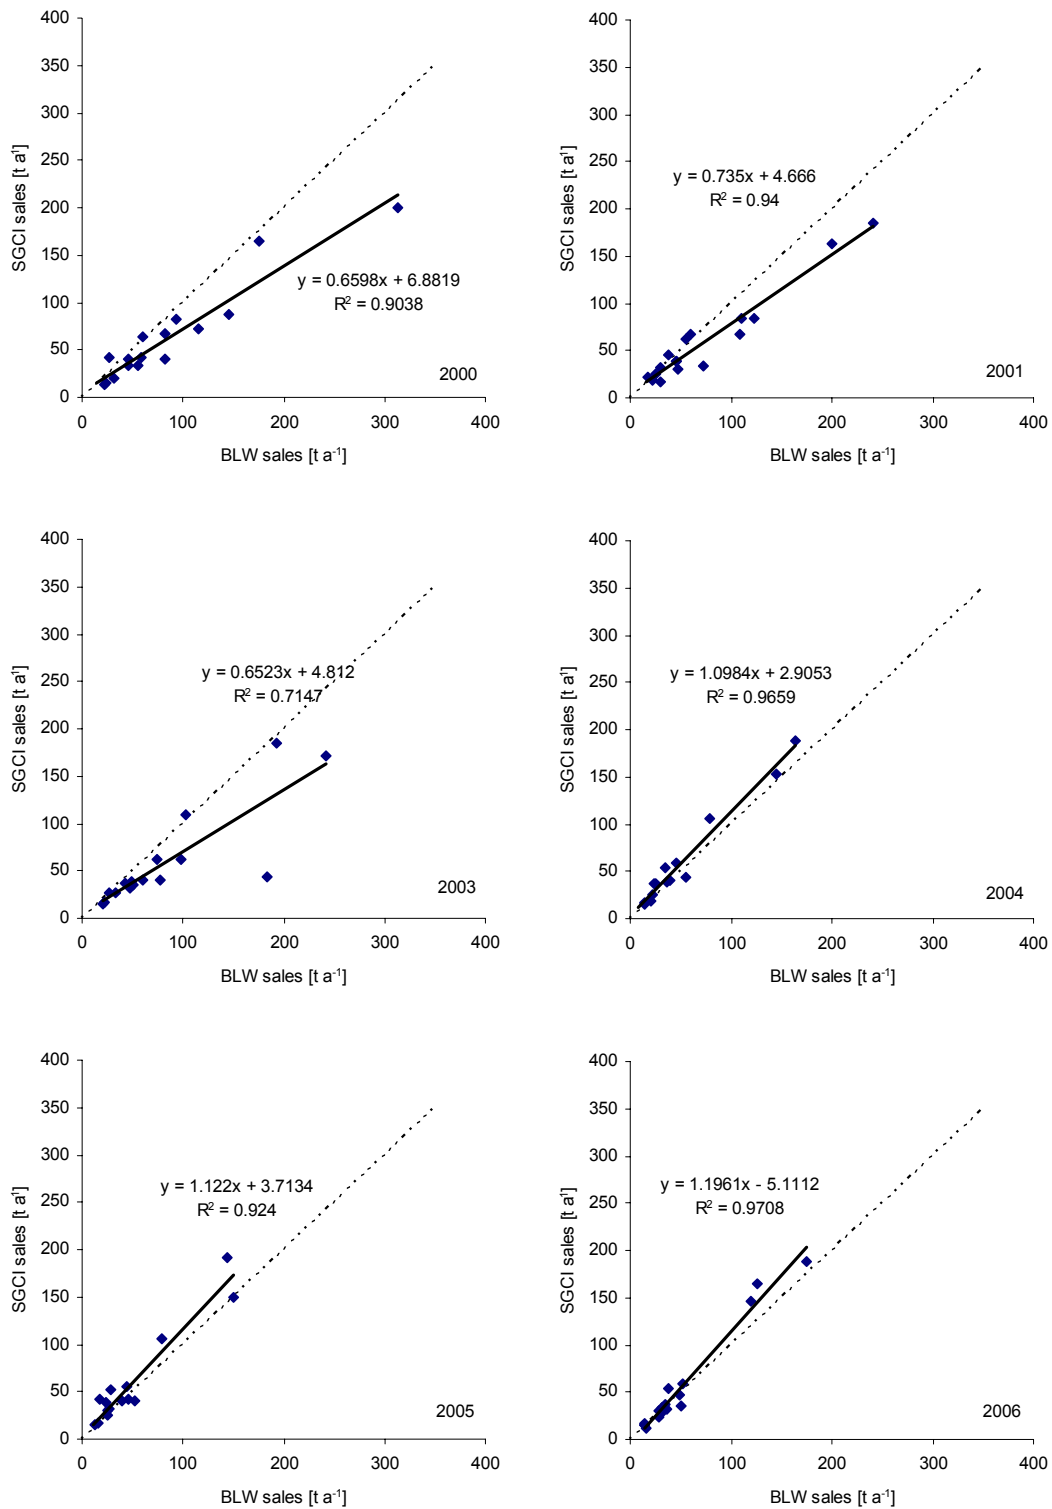 400
350
300
250
200
150
100
50
0
SGCI sales [t a¹]
y = 0.6598x + 6.8819
R² = 0.9038
2000
0 100 200 300 400
BLW sales [t a⁻¹]
400
350
300
250
200
150
100
50
0
SGCI sales [t a¹]
y = 0.735x + 4.666
R² = 0.94
2001
0 100 200 300 400
BLW sales [t a⁻¹]
400
350
300
250
200
150
100
50
0
SGCI sales [t a¹]
y = 0.6523x + 4.812
R² = 0.7147
2003
0 100 200 300 400
BLW sales [t a⁻¹]
400
350
300
250
200
150
100
50
0
SGCI sales [t a¹]
y = 1.0984x + 2.9053
R² = 0.9659
2004
0 100 200 300 400
BLW sales [t a⁻¹]
400
350
300
250
200
150
100
50
0
SGCI sales [t a¹]
y = 1.122x + 3.7134
R² = 0.924
2005
0 100 200 300 400
BLW sales [t a⁻¹]
400
350
300
250
200
150
100
50
0
SGCI sales [t a¹]
y = 1.1961x - 5.1112
R² = 0.9708
2006
0 100 200 300 400
BLW sales [t a⁻¹]